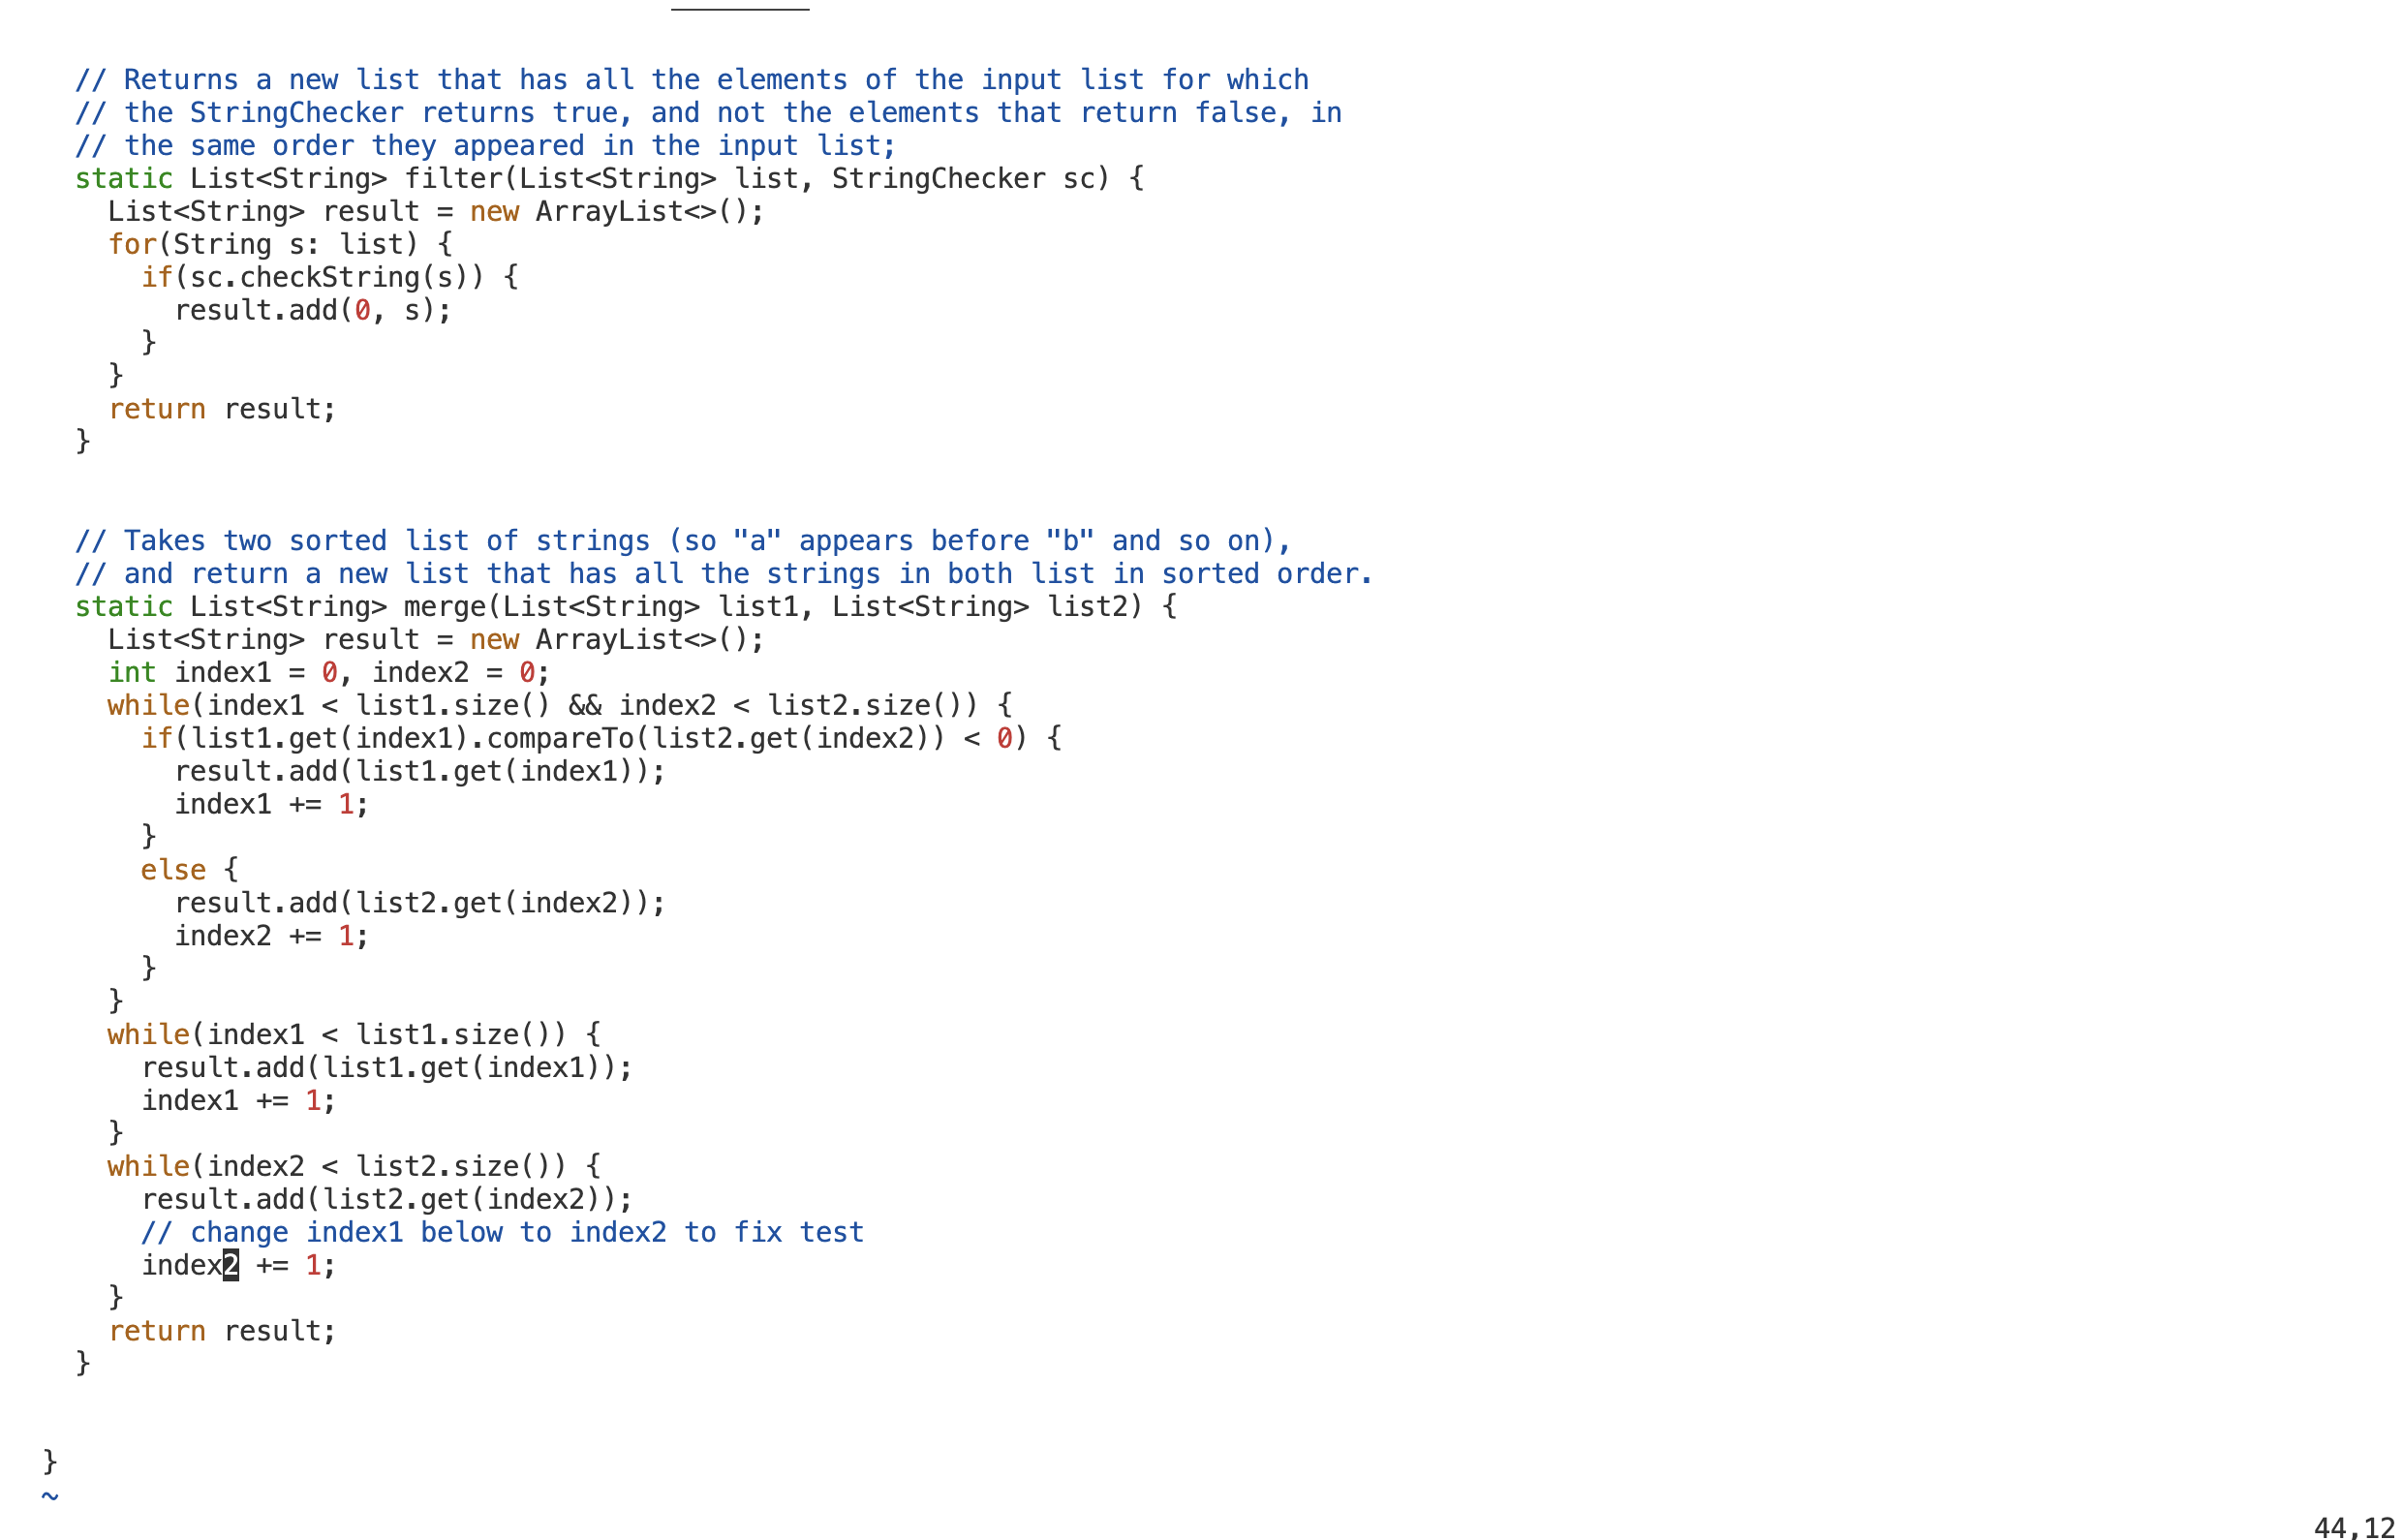 // Returns a new list that has all the elements of the input list for which
// the StringChecker returns true, and not the elements that return false, in
// the same order they appeared in the input list;
static List<String> filter(List<String> list, StringChecker sc) {
  List<String> result = new ArrayList<>();
  for(String s: list) {
    if(sc.checkString(s)) {
      result.add(0, s);
    }
  }
  return result;
}
// Takes two sorted list of strings (so "a" appears before "b" and so on),
// and return a new list that has all the strings in both list in sorted order.
static List<String> merge(List<String> list1, List<String> list2) {
  List<String> result = new ArrayList<>();
  int index1 = 0, index2 = 0;
  while(index1 < list1.size() && index2 < list2.size()) {
    if(list1.get(index1).compareTo(list2.get(index2)) < 0) {
      result.add(list1.get(index1));
      index1 += 1;
    }
    else {
      result.add(list2.get(index2));
      index2 += 1;
    }
  }
  while(index1 < list1.size()) {
    result.add(list1.get(index1));
    index1 += 1;
  }
  while(index2 < list2.size()) {
    result.add(list2.get(index2));
    // change index1 below to index2 to fix test
    index2 += 1;
  }
  return result;
}
}
~
44,12